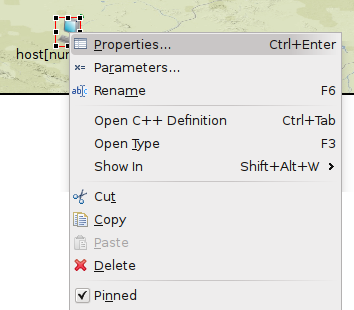 Properties... Ctrl+Enter
host[nu
Parameters...
Rename F6
Open C++ Definition Ctrl+Tab
Open Type F3
Show In Shift+Alt+W
Cut
Copy
Paste
Delete
Pinned